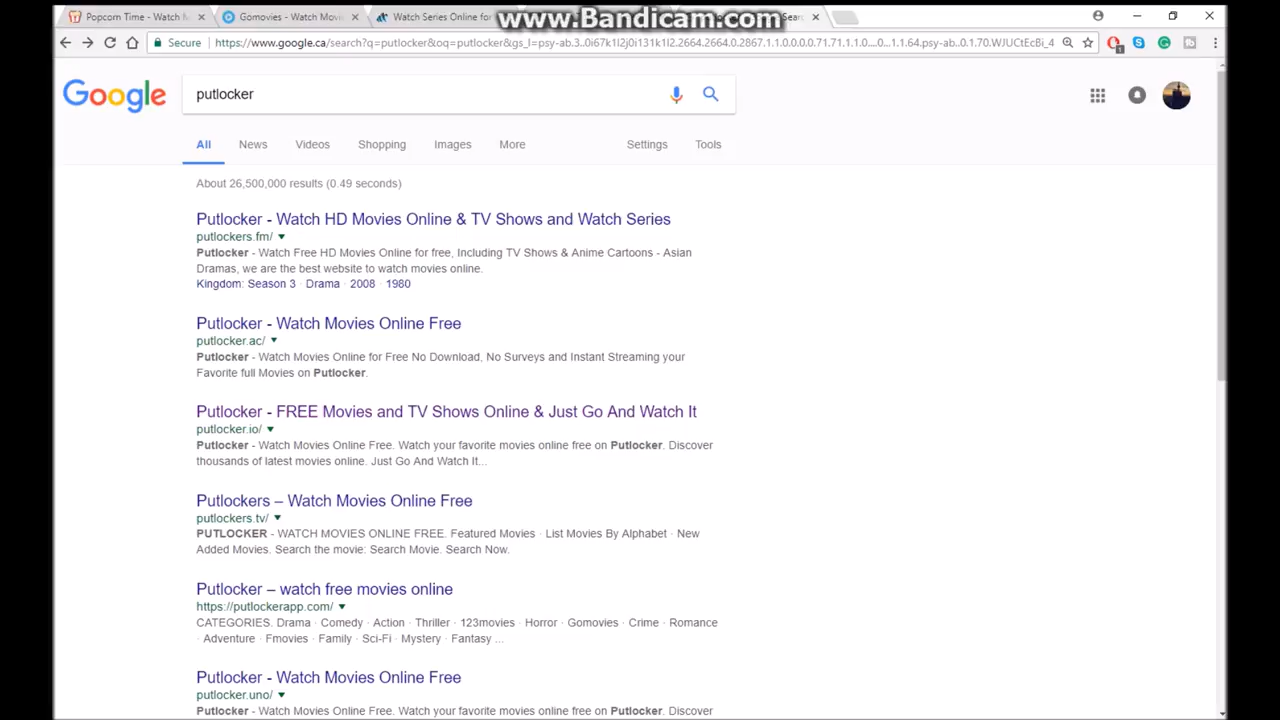 www.Bandicam.com
Popcorn Time - Watch M
Gomovies - Watch Movies
Watch Series Online for
Secure
https://www.google.ca/search?q=putlocker&oq=putlocker&gs_l=psy-ab.3..0i67k1l2j0i131k1l2.2664.2664.0.2867.1.1.0.0.0.0.71.71.1.1.0....0...1.1.64.psy-ab..0.1.70.WJUCtEcBi_4
Google
putlocker
All News Videos Shopping Images More Settings Tools
About 26,500,000 results (0.49 seconds)
Putlocker - Watch HD Movies Online & TV Shows and Watch Series
putlockers.fm/
Putlocker - Watch Free HD Movies Online for free, Including TV Shows & Anime Cartoons - Asian
Dramas, we are the best website to watch movies online.
Kingdom: Season 3 · Drama · 2008 · 1980
Putlocker - Watch Movies Online Free
putlocker.ac/
Putlocker - Watch Movies Online for Free No Download, No Surveys and Instant Streaming your
Favorite full Movies on Putlocker.
Putlocker - FREE Movies and TV Shows Online & Just Go And Watch It
putlocker.io/
Putlocker - Watch Movies Online Free. Watch your favorite movies online free on Putlocker. Discover
thousands of latest movies online. Just Go And Watch It...
Putlockers – Watch Movies Online Free
putlockers.tv/
PUTLOCKER - WATCH MOVIES ONLINE FREE. Featured Movies · List Movies By Alphabet · New
Added Movies. Search the movie: Search Movie. Search Now.
Putlocker – watch free movies online
https://putlockerapp.com/
CATEGORIES. Drama · Comedy · Action · Thriller · 123movies · Horror · Gomovies · Crime · Romance
· Adventure · Fmovies · Family · Sci-Fi · Mystery · Fantasy ...
Putlocker - Watch Movies Online Free
putlocker.uno/
Putlocker - Watch Movies Online Free. Watch your favorite movies online free on Putlocker. Discover